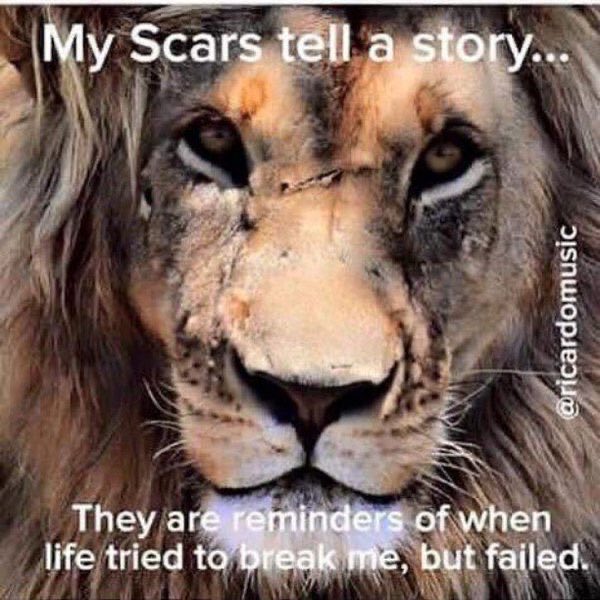 My Scars tell a story...
@ricardomusic
They are reminders of when
life tried to break me, but failed.